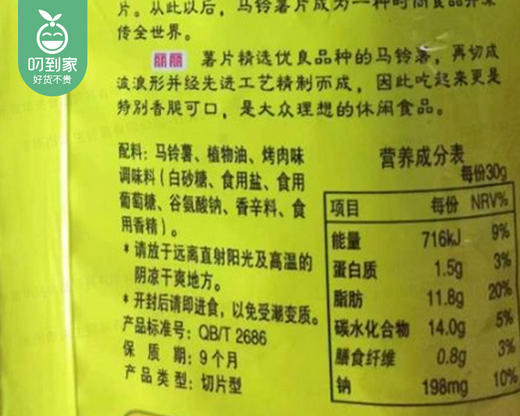 叨到家
好货不贵
片。从此以后，马铃薯片成为一种时尚食品并
传全世界。
丽丽 薯片精选优良品种的马铃薯，再切成
波浪形并经先进工艺精制而成，因此吃起来更是
特别香脆可口，是大众理想的休闲食品。
配料：马铃薯、植物油、烤肉味
调味料（白砂糖、食用盐、食用
葡萄糖、谷氨酸钠、香辛料、食
用香精）。
*请放于远离直射阳光及高温的
阴凉干爽地方。
*开封后请即进食，以免受潮变质。
产品标准号：QB/T 2686
保 质 期：9个月
产品类型：切片型
营养成分表
每份30g
项目 每份 NRV%
能量 716kJ 9%
蛋白质 1.5g 3%
脂肪 11.8g 20%
碳水化合物 14.0g 5%
膳食纤维 0.8g 3%
钠 198mg 10%